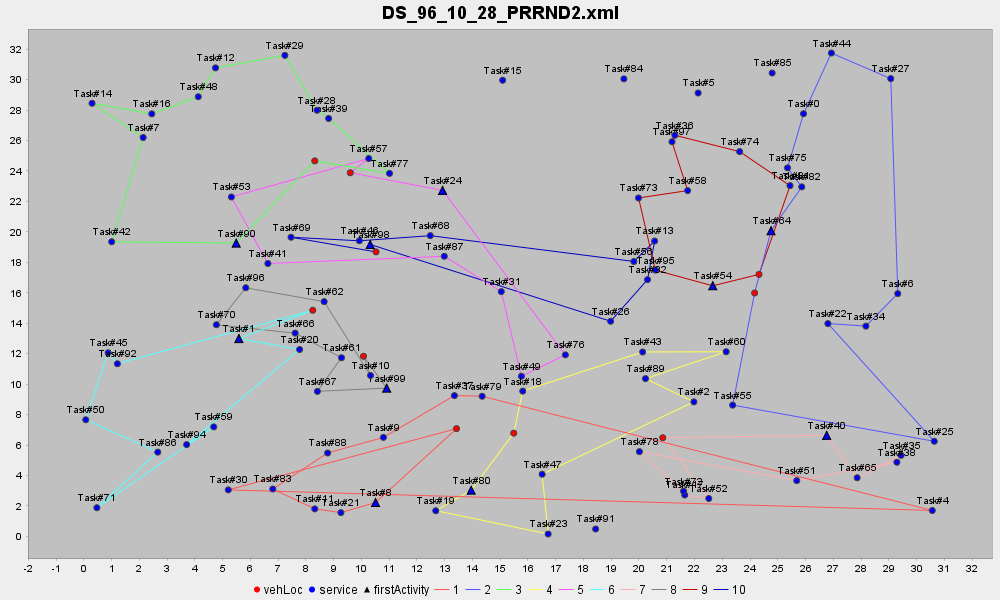 DS_96_10_28_PRRND2.xml
Task#44
Task#29
Task#12
Task#85
Task#15
Task#84
Task#27
Task#5
Task#48
Task#14
Task#16
Task#28
Task#0
Task#39
Task#7
Task#36
Task#97
Task#74
Task#57
Task#75
Task#77
Task#82
Task#24
Task#58
Task#53
Task#73
Task#64
Task#68
Task#69
Task#46
Task#98
Task#13
Task#42
Task#90
Task#87
Task#41
Task#56
Task#95
Task#32
Task#96
Task#54
Task#31
Task#6
Task#62
Task#26
Task#70
Task#66
Task#22
Task#34
Task#1
Task#45
Task#20
Task#43
Task#60
Task#76
Task#92
Task#61
Task#10
Task#49
Task#89
Task#99
Task#67
Task#18
Task#37
Task#79
Task#2
Task#55
Task#50
Task#59
Task#9
Task#40
Task#25
Task#94
Task#86
Task#88
Task#78
Task#35
Task#38
Task#47
Task#65
Task#51
Task#30
Task#83
Task#80
Task#52
Task#71
Task#11
Task#21
Task#8
Task#19
Task#4
Task#23
Task#91
32
30
28
26
24
22
20
18
16
14
12
10
8
6
4
2
0
-2 -1 0 1 2 3 4 5 6 7 8 9 10 11 12 13 14 15 16 17 18 19 20 21 22 23 24 25 26 27 28 29 30 31 32
vehLoc service firstActivity 1 2 3 4 5 6 7 8 9 10